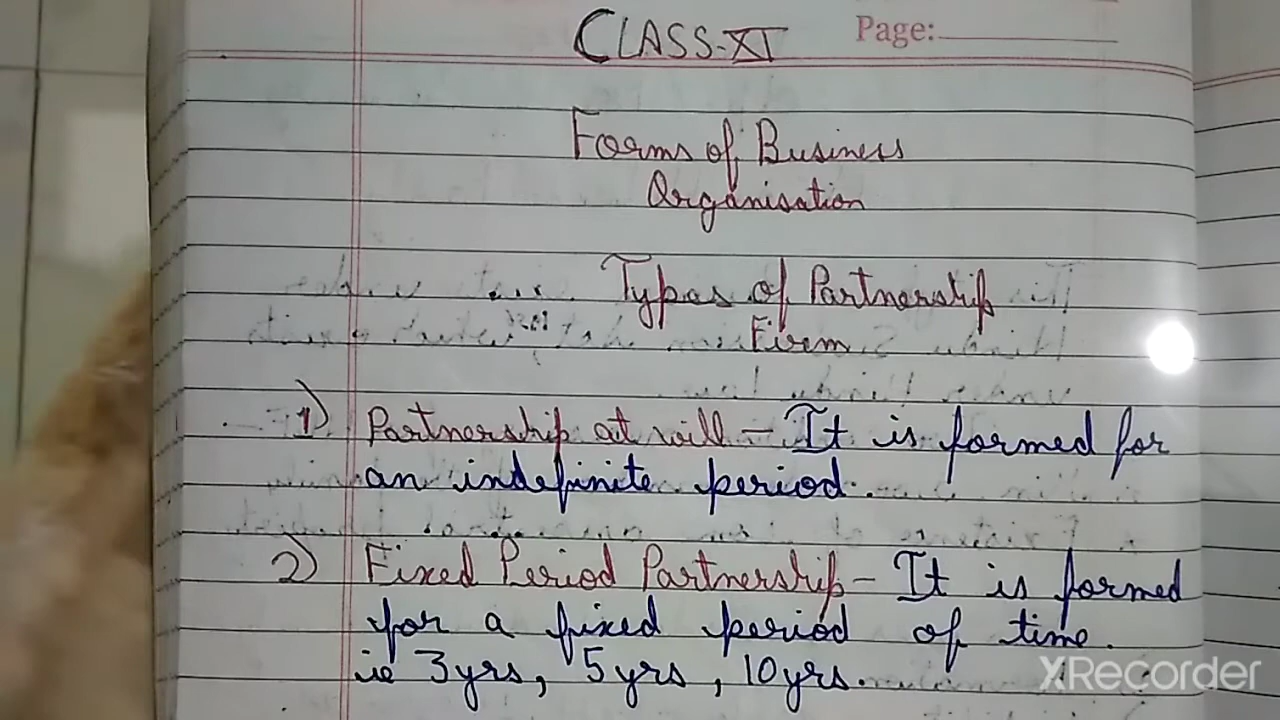 CLASS-XI
Page:
Forms of Business
Organisation
Types of Partnership
Firm
1) Partnership at will - It is formed for
an indefinite period.
2) Fixed Period Partnership - It is formed
for a fixed period of time.
ie 3yrs, 5yrs, 10yrs.
XRecorder